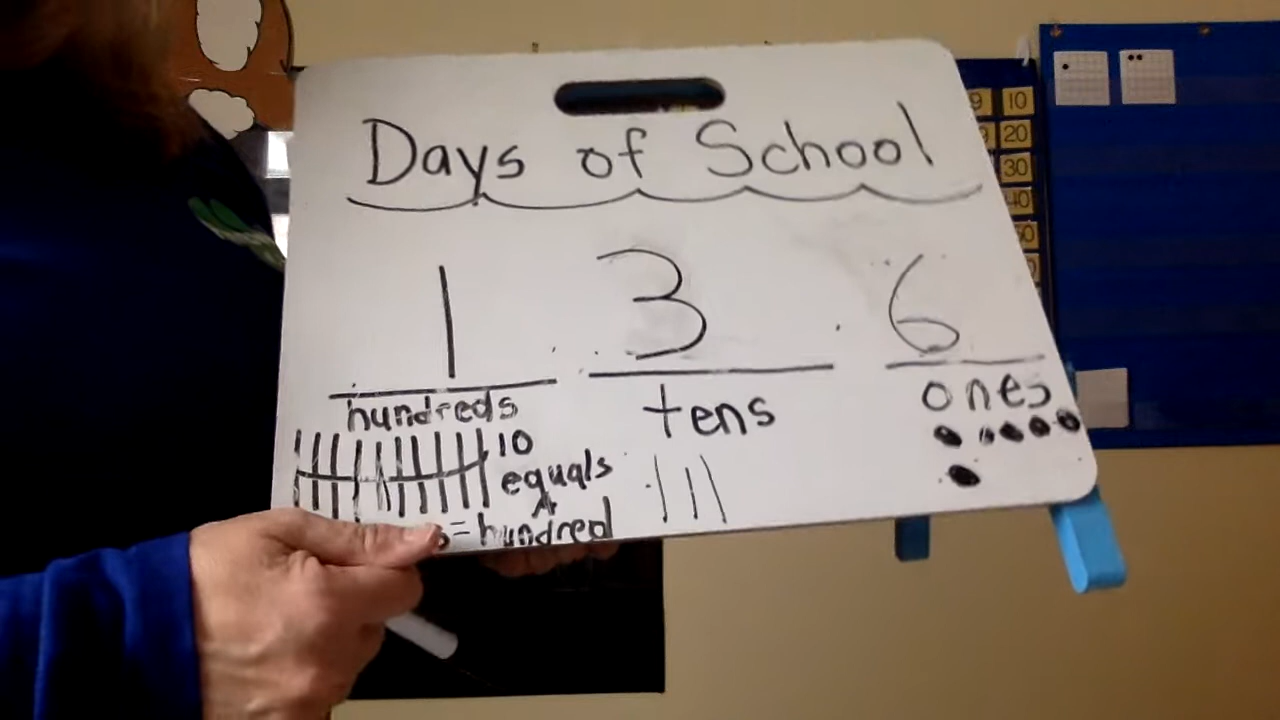 Days of School
1 3 6
hundreds tens ones
10
equals
A
= hundred
9 10
20
30
40